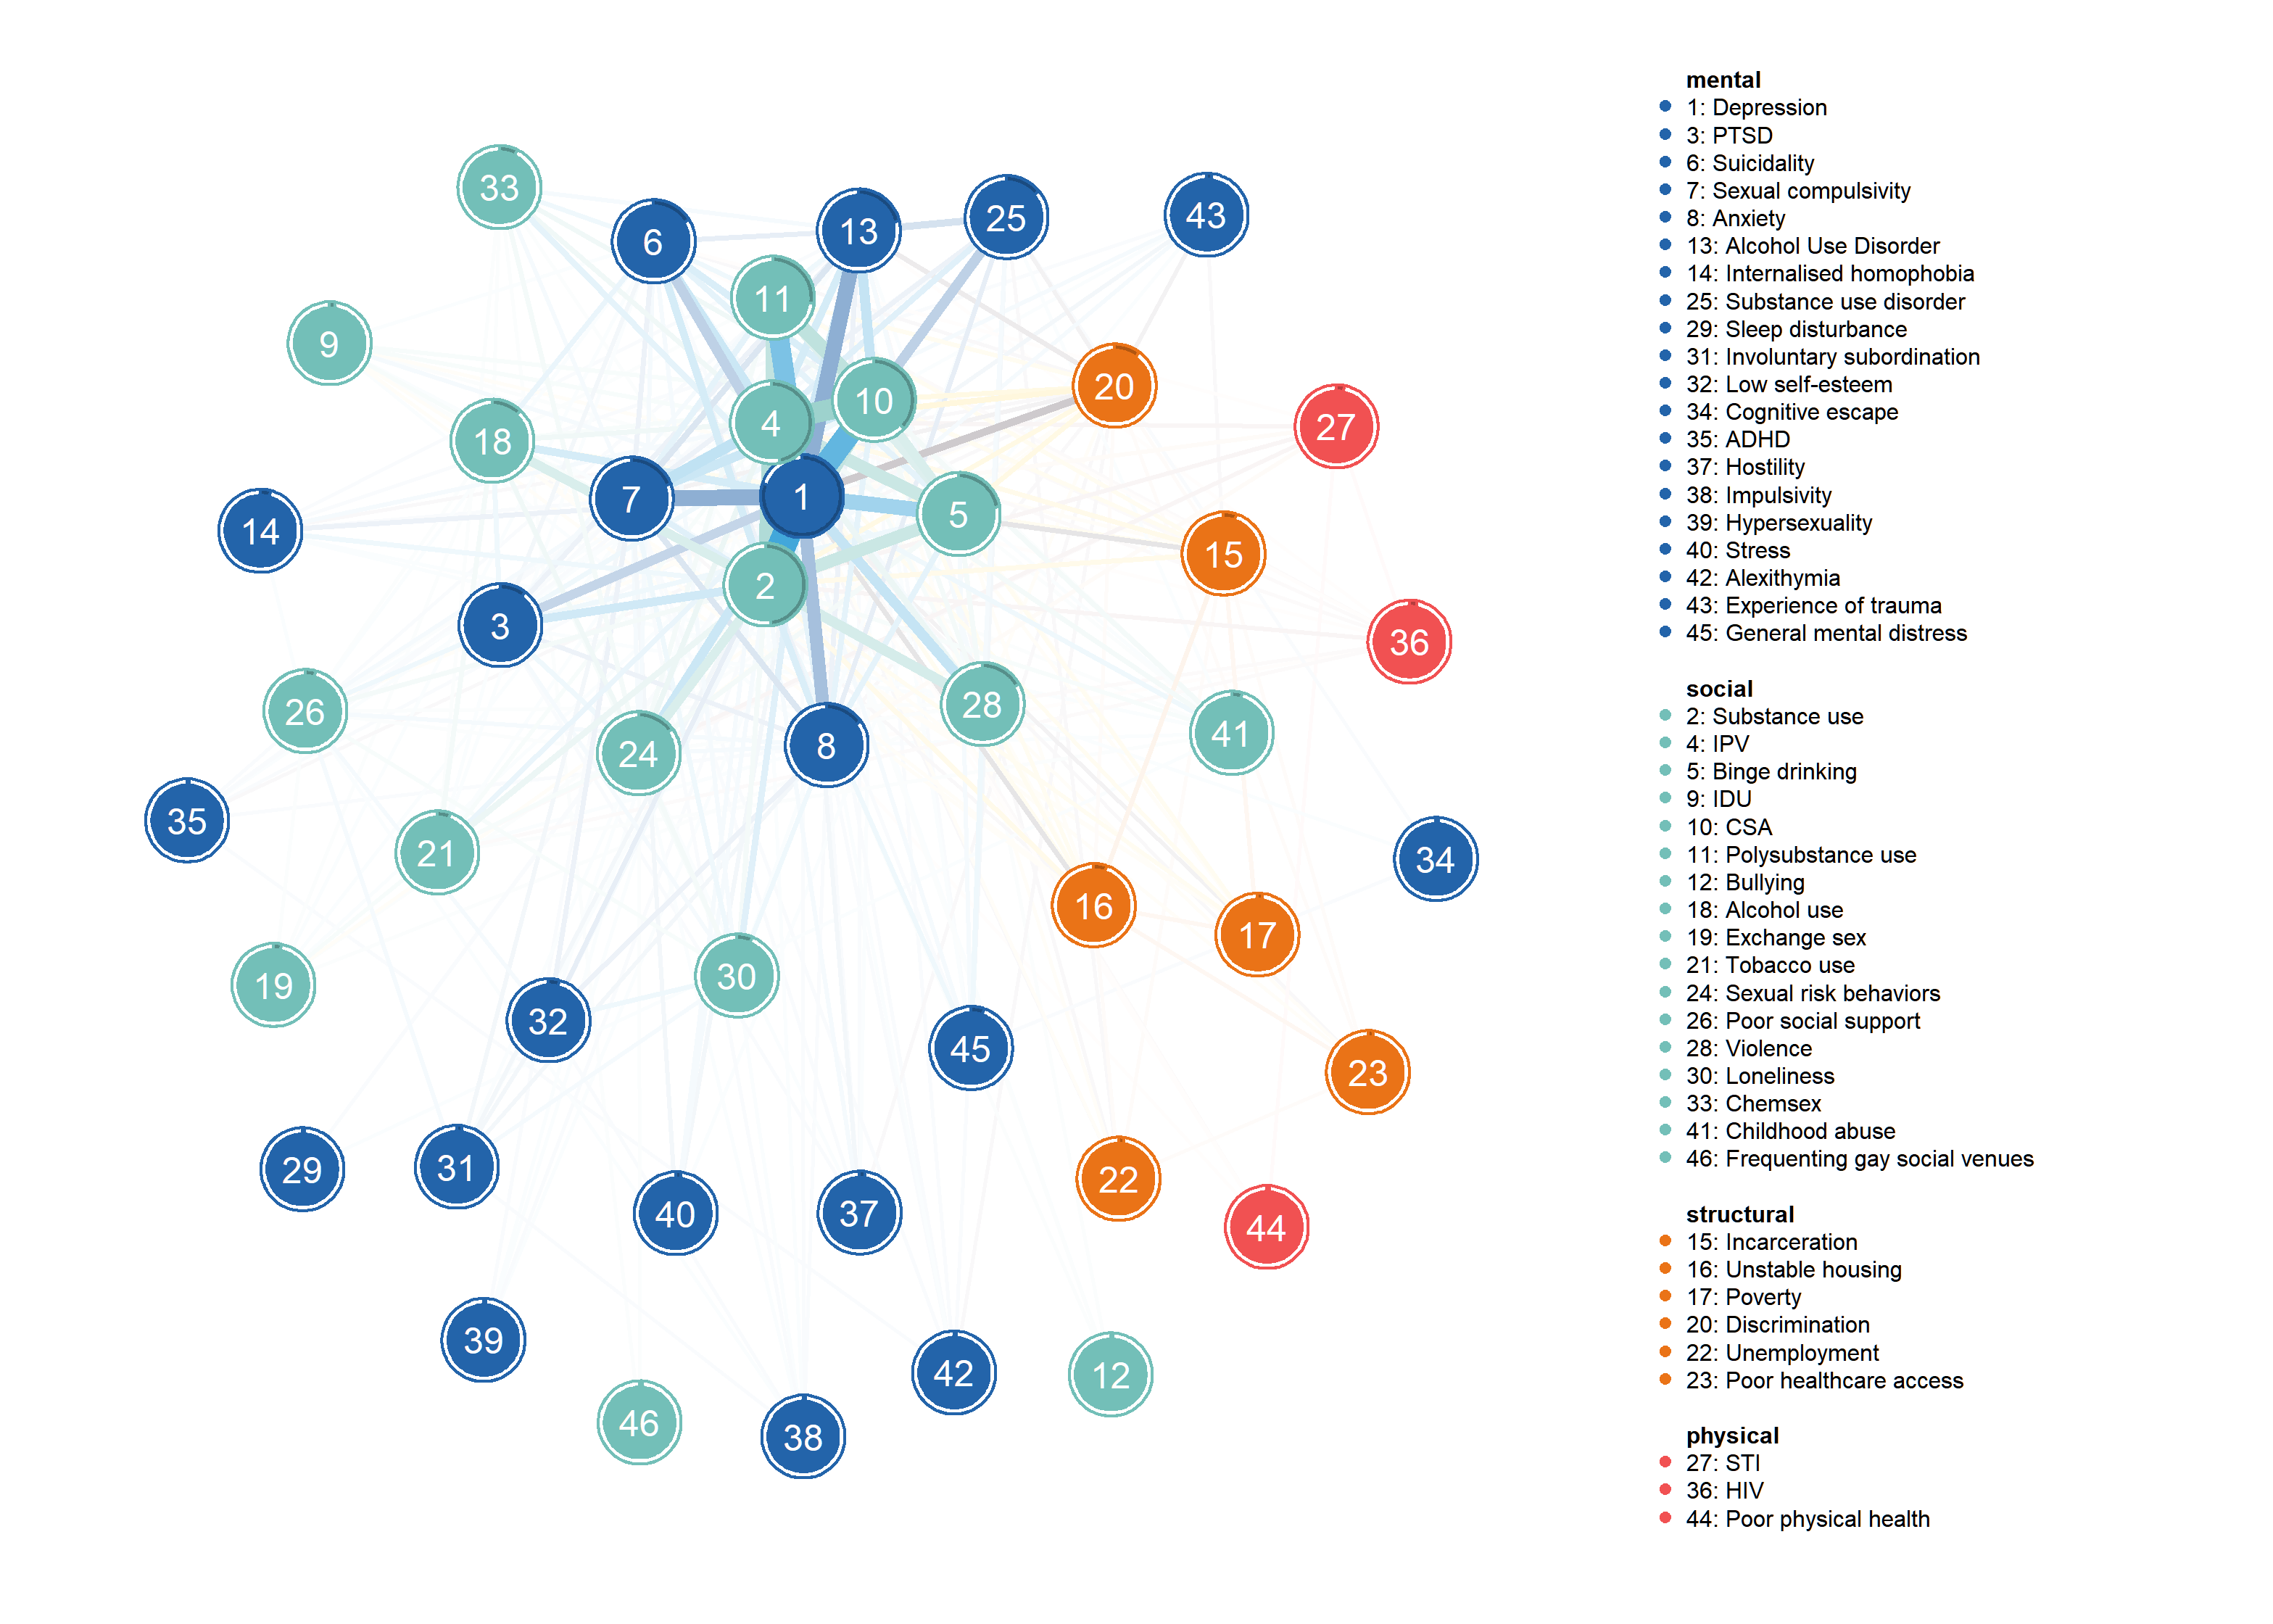 33
6
13
25
43
11
9
20
10
4
27
18
7
1
5
14
15
2
3
36
26
28
41
24
8
35
21
34
16
17
30
19
32
45
23
29
31
22
40
37
44
39
42
12
46
38
mental
1: Depression
3: PTSD
6: Suicidality
7: Sexual compulsivity
8: Anxiety
13: Alcohol Use Disorder
14: Internalised homophobia
25: Substance use disorder
29: Sleep disturbance
31: Involuntary subordination
32: Low self-esteem
34: Cognitive escape
35: ADHD
37: Hostility
38: Impulsivity
39: Hypersexuality
40: Stress
42: Alexithymia
43: Experience of trauma
45: General mental distress
social
2: Substance use
4: IPV
5: Binge drinking
9: IDU
10: CSA
11: Polysubstance use
12: Bullying
18: Alcohol use
19: Exchange sex
21: Tobacco use
24: Sexual risk behaviors
26: Poor social support
28: Violence
30: Loneliness
33: Chemsex
41: Childhood abuse
46: Frequenting gay social venues
structural
15: Incarceration
16: Unstable housing
17: Poverty
20: Discrimination
22: Unemployment
23: Poor healthcare access
physical
27: STI
36: HIV
44: Poor physical health